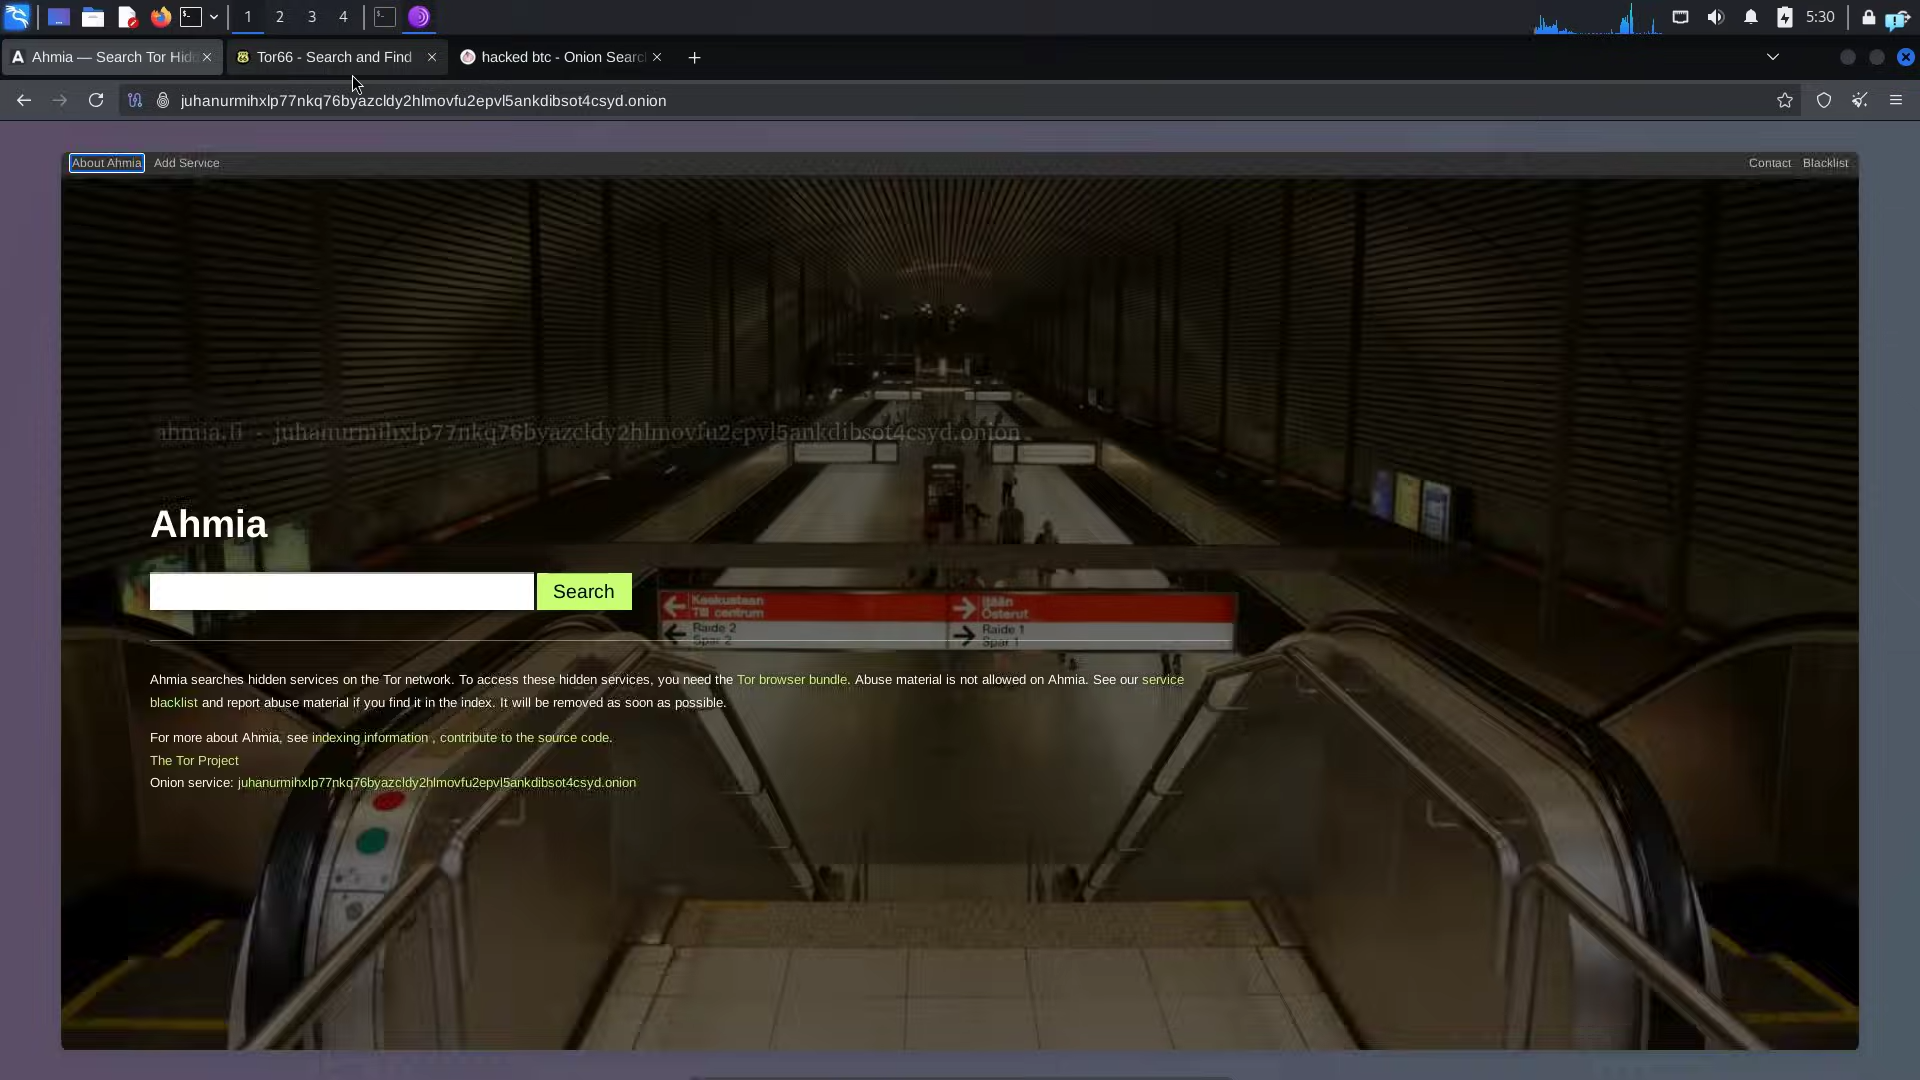 1 2 3 4
5:30
Ahmia — Search Tor Hid
Tor66 - Search and Find
hacked btc - Onion Searc
juhanurmihxlp77nkq76byazcldy2hlmovfu2epvl5ankdibsot4csyd.onion
About Ahmia Add Service Contact Blacklist
ahmia.fi - juhanurmihxlp77nkq76byazcldy2hlmovfu2epvl5ankdibsot4csyd.onion
Ahmia
Search
Keskustaan
Till centrum
Itään
Österut
Raide 2
Spår 2
Raide 1
Spår 1
Ahmia searches hidden services on the Tor network. To access these hidden services, you need the Tor browser bundle. Abuse material is not allowed on Ahmia. See our service
blacklist and report abuse material if you find it in the index. It will be removed as soon as possible.
For more about Ahmia, see indexing information , contribute to the source code.
The Tor Project
Onion service: juhanurmihxlp77nkq76byazcldy2hlmovfu2epvl5ankdibsot4csyd.onion